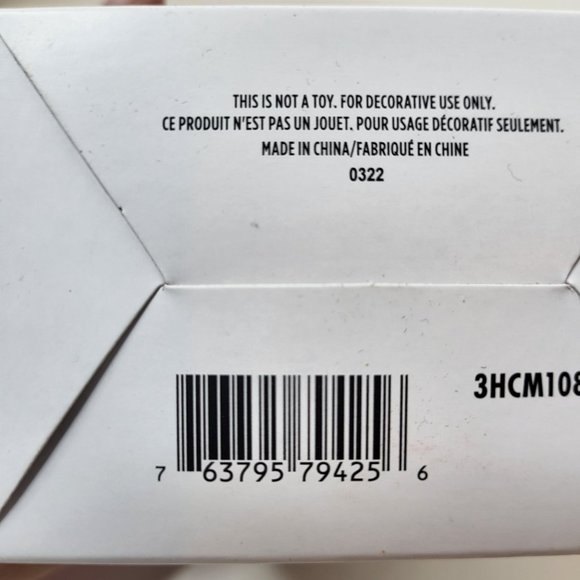 THIS IS NOT A TOY. FOR DECORATIVE USE ONLY.
CE PRODUIT N'EST PAS UN JOUET. POUR USAGE DÉCORATIF SEULEMENT.
MADE IN CHINA/FABRIQUÉ EN CHINE
0322
3HCM108
7 63795 79425 6